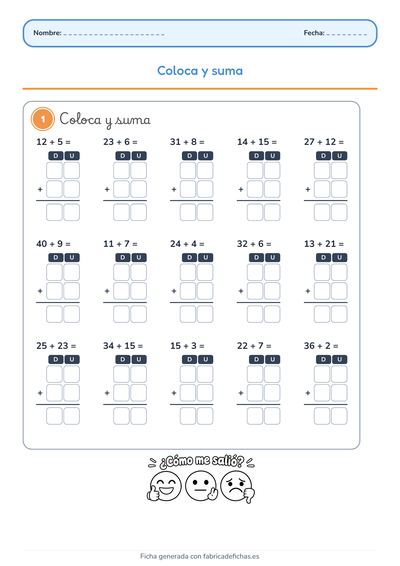 Nombre: Fecha:
Coloca y suma
1 Coloca y suma
12 + 5 = 23 + 6 = 31 + 8 = 14 + 15 = 27 + 12 =
D U D U D U D U D U
+ + + + +
40 + 9 = 11 + 7 = 24 + 4 = 32 + 6 = 13 + 21 =
D U D U D U D U D U
+ + + + +
25 + 23 = 34 + 15 = 15 + 3 = 22 + 7 = 36 + 2 =
D U D U D U D U D U
+ + + + +
¿Cómo me salió?
Ficha generada con fabricadefichas.es